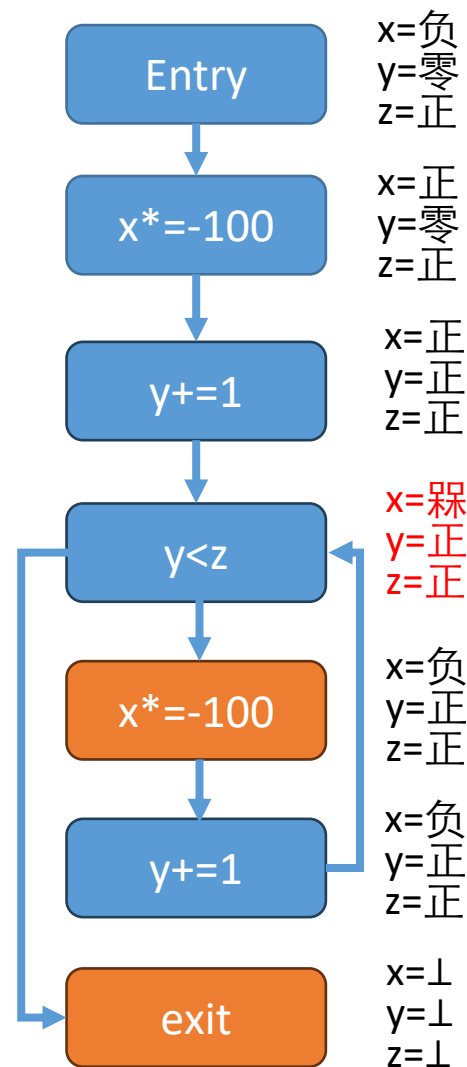 Entry
x=负
y=零
z=正
x*=-100
x=正
y=零
z=正
y+=1
x=正
y=正
z=正
y<z
x=槑
y=正
z=正
x*=-100
x=负
y=正
z=正
y+=1
x=负
y=正
z=正
exit
x=⊥
y=⊥
z=⊥